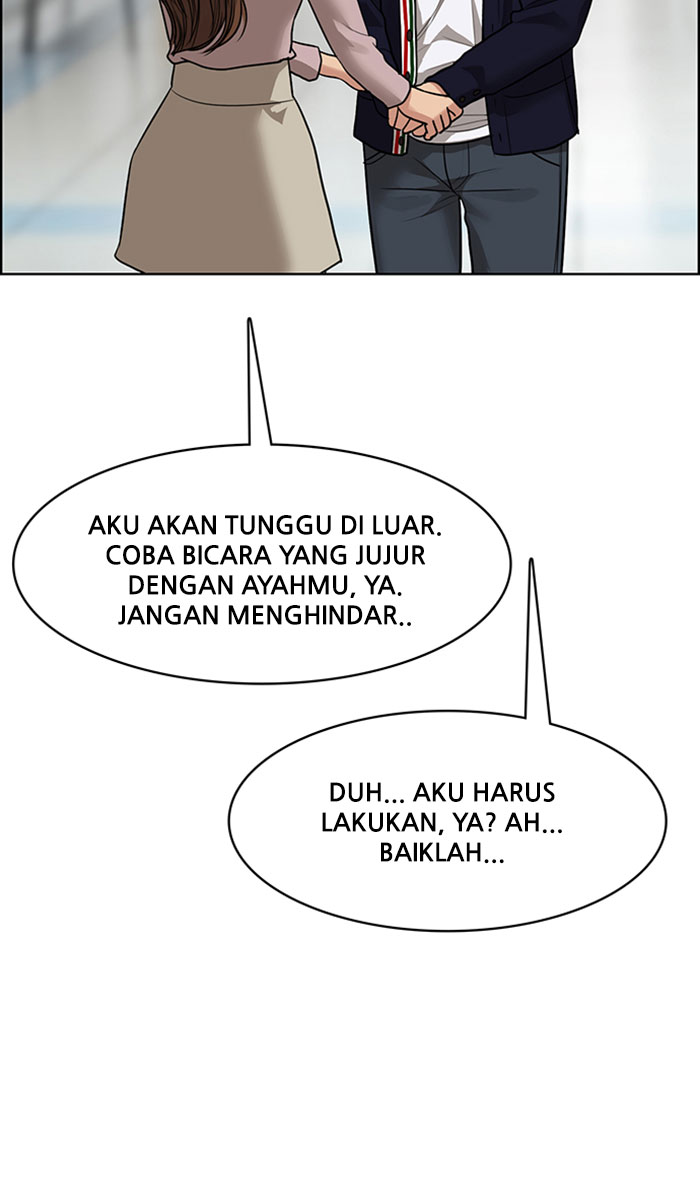 AKU AKAN TUNGGU DI LUAR.
COBA BICARA YANG JUJUR
DENGAN AYAHMU, YA.
JANGAN MENGHINDAR..
DUH... AKU HARUS
LAKUKAN, YA? AH...
BAIKLAH...